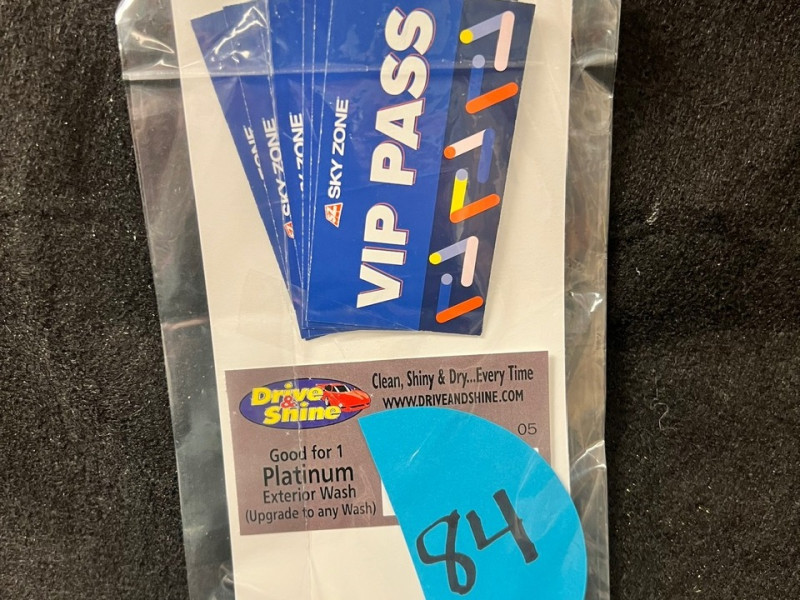 SKY ZONE
SKY ZONE
SKY ZONE
VIP PASS
Drive & Shine
Clean, Shiny & Dry...Every Time
WWW.DRIVEANDSHINE.COM
05
Good for 1
Platinum
Exterior Wash
(Upgrade to any Wash)
84